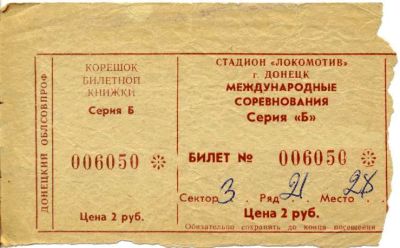 ДОНЕЦКИЙ ОБЛСОВПРОФ
КОРЕШОК
БИЛЕТНОЙ
КНИЖКИ
Серия Б
006050
Цена 2 руб.
СТАДИОН «ЛОКОМОТИВ»
г. ДОНЕЦК
МЕЖДУНАРОДНЫЕ
СОРЕВНОВАНИЯ
Серия «Б»
БИЛЕТ № 006050
Сектор 3 Ряд 21 Место 28
Цена 2 руб.
Обязательно сохранить до конца посещения